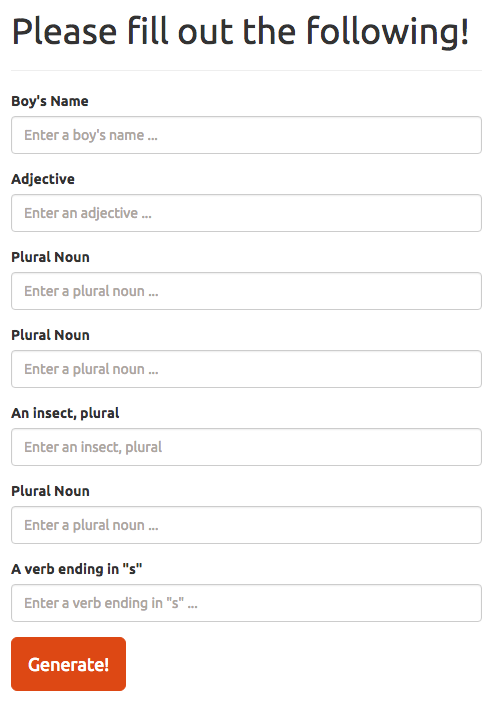 Please fill out the following!
Boy's Name
Enter a boy's name ...
Adjective
Enter an adjective ...
Plural Noun
Enter a plural noun ...
Plural Noun
Enter a plural noun ...
An insect, plural
Enter an insect, plural
Plural Noun
Enter a plural noun ...
A verb ending in "s"
Enter a verb ending in "s" ...
Generate!